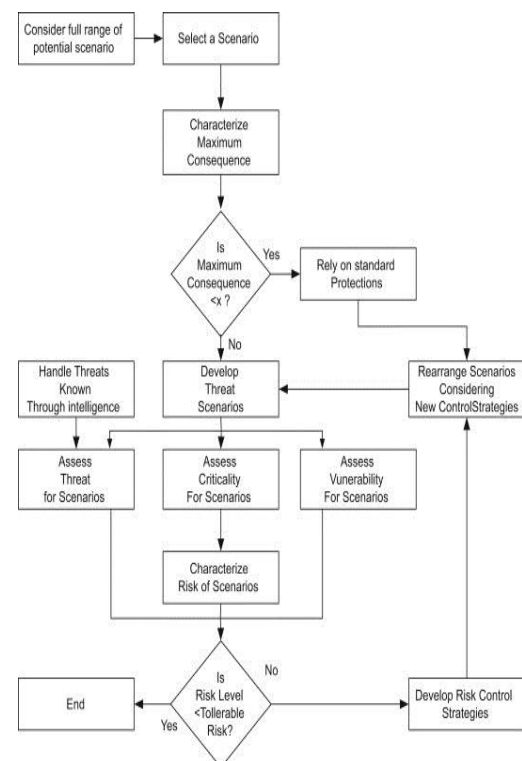 Consider full range of
potential scenario
Select a Scenario
Characterize
Maximum
Consequence
Is
Maximum
Consequence
<x ?
Yes
Rely on standard
Protections
No
Handle Threats
Known
Through intelligence
Develop
Threat
Scenarios
Rearrange Scenarios
Considering
New ControlStrategies
Assess
Threat
for Scenarios
Assess
Criticality
For Scenarios
Assess
Vunerability
For Scenarios
Characterize
Risk of Scenarios
Is
Risk Level
<Tollerable
Risk?
No
Yes
End
Develop Risk Control
Strategies